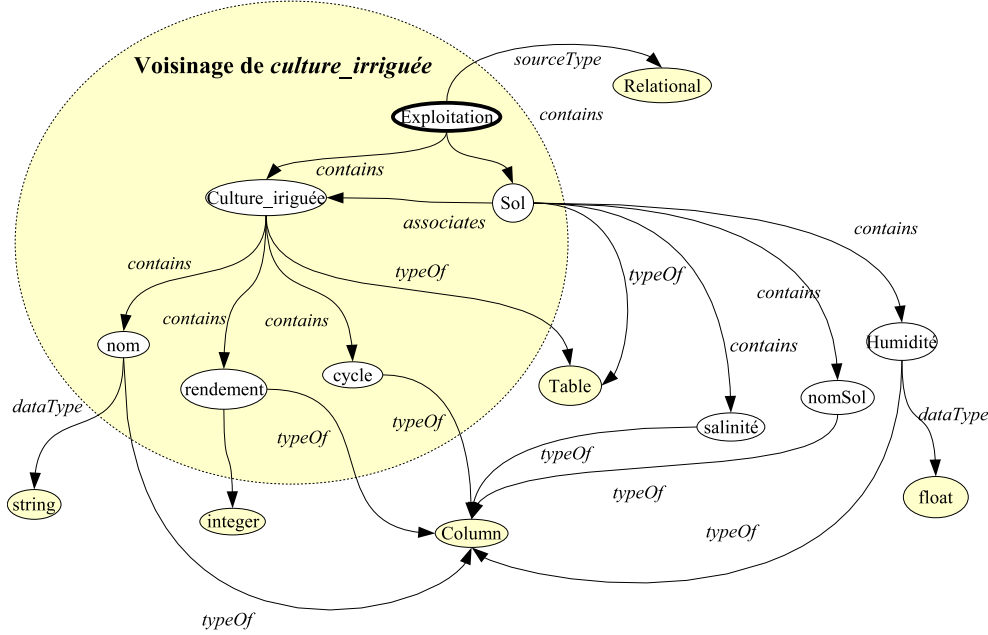 Voisinage de culture_irriguée
sourceType
Relational
Exploitation
contains
contains
Culture_iriguée
Sol
associates
contains
contains
typeOf
typeOf
contains
contains
contains
contains
nom
rendement
cycle
Table
Humidité
nomSol
salinité
dataType
typeOf
typeOf
typeOf
typeOf
dataType
string
integer
Column
float
typeOf
typeOf